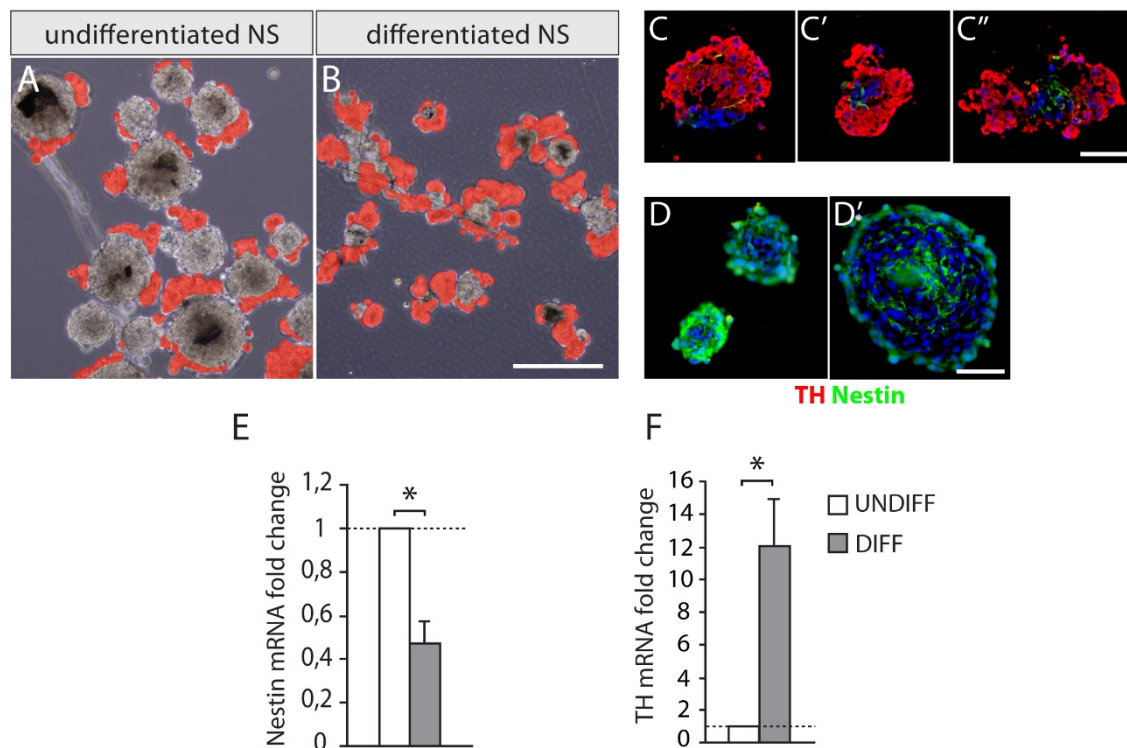 undifferentiated NS
differentiated NS
A
B
C
C'
C"
D
D'
TH Nestin
E
Nestin mRNA fold change
1,2
1
0,8
0,6
0,4
0,2
0
*
F
TH mRNA fold change
16
14
12
10
8
6
4
2
0
*
UNDIFF
DIFF